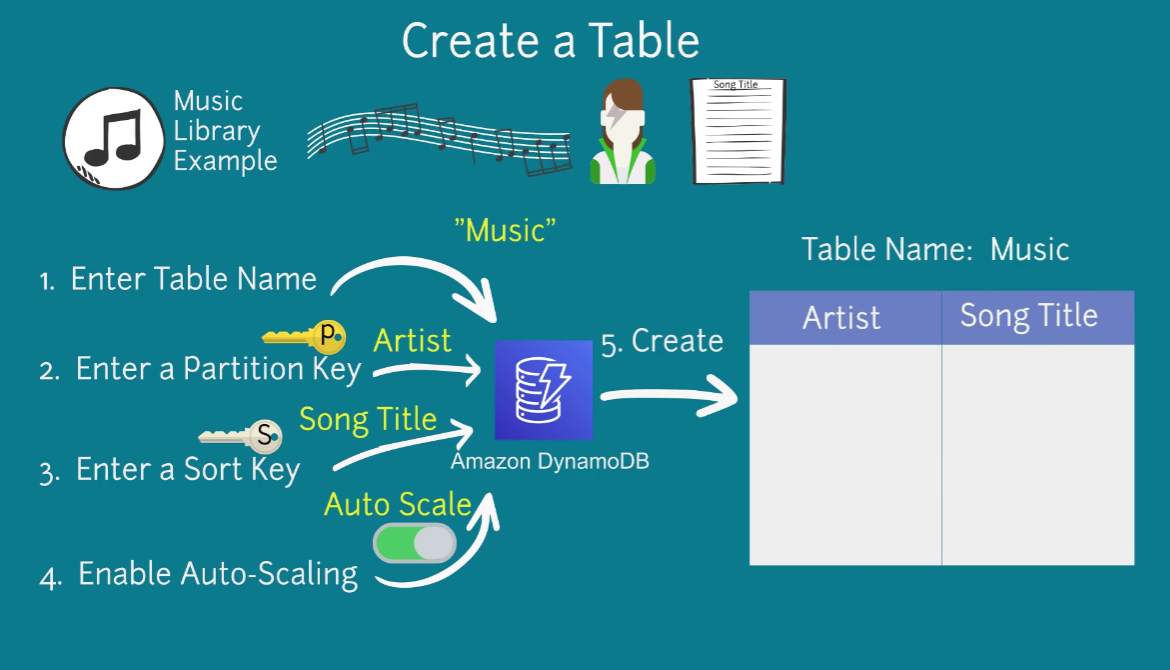 Create a Table
Music
Library
Example
Song Title
"Music"
1. Enter Table Name
P
Artist
2. Enter a Partition Key
Song Title
S
3. Enter a Sort Key
Auto Scale
4. Enable Auto-Scaling
Amazon DynamoDB
5. Create
Table Name: Music
Artist Song Title